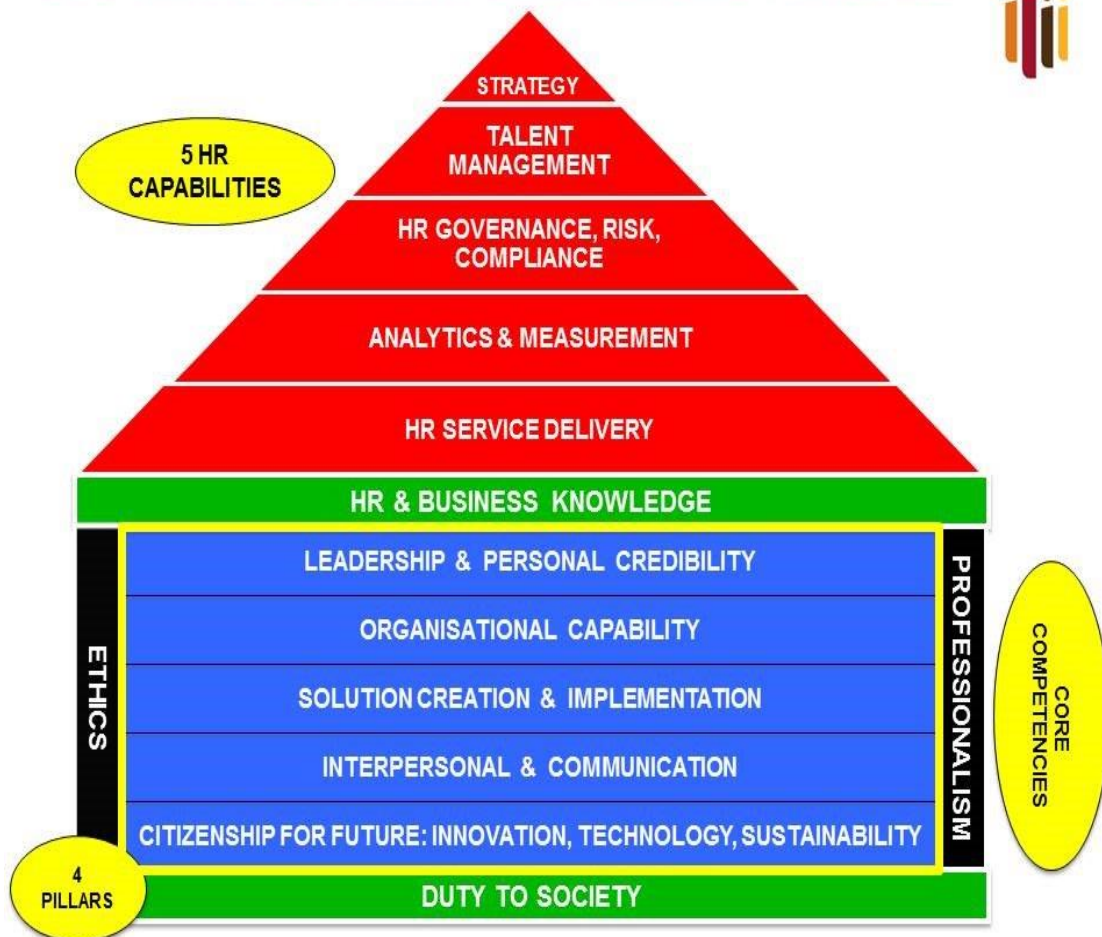 STRATEGY
TALENT
MANAGEMENT
5 HR
CAPABILITIES
HR GOVERNANCE, RISK,
COMPLIANCE
ANALYTICS & MEASUREMENT
HR SERVICE DELIVERY
HR & BUSINESS KNOWLEDGE
LEADERSHIP & PERSONAL CREDIBILITY
ORGANISATIONAL CAPABILITY
SOLUTION CREATION & IMPLEMENTATION
INTERPERSONAL & COMMUNICATION
CITIZENSHIP FOR FUTURE: INNOVATION, TECHNOLOGY, SUSTAINABILITY
ETHICS
PROFESSIONALISM
CORE
COMPETENCIES
4
PILLARS
DUTY TO SOCIETY